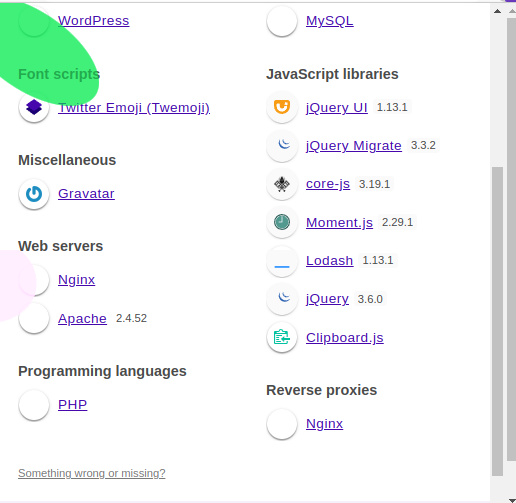 WordPress
Font scripts
Twitter Emoji (Twemoji)
Miscellaneous
Gravatar
Web servers
Nginx
Apache 2.4.52
Programming languages
PHP
Something wrong or missing?
MySQL
JavaScript libraries
jQuery UI 1.13.1
jQuery Migrate 3.3.2
core-js 3.19.1
Moment.js 2.29.1
Lodash 1.13.1
jQuery 3.6.0
Clipboard.js
Reverse proxies
Nginx